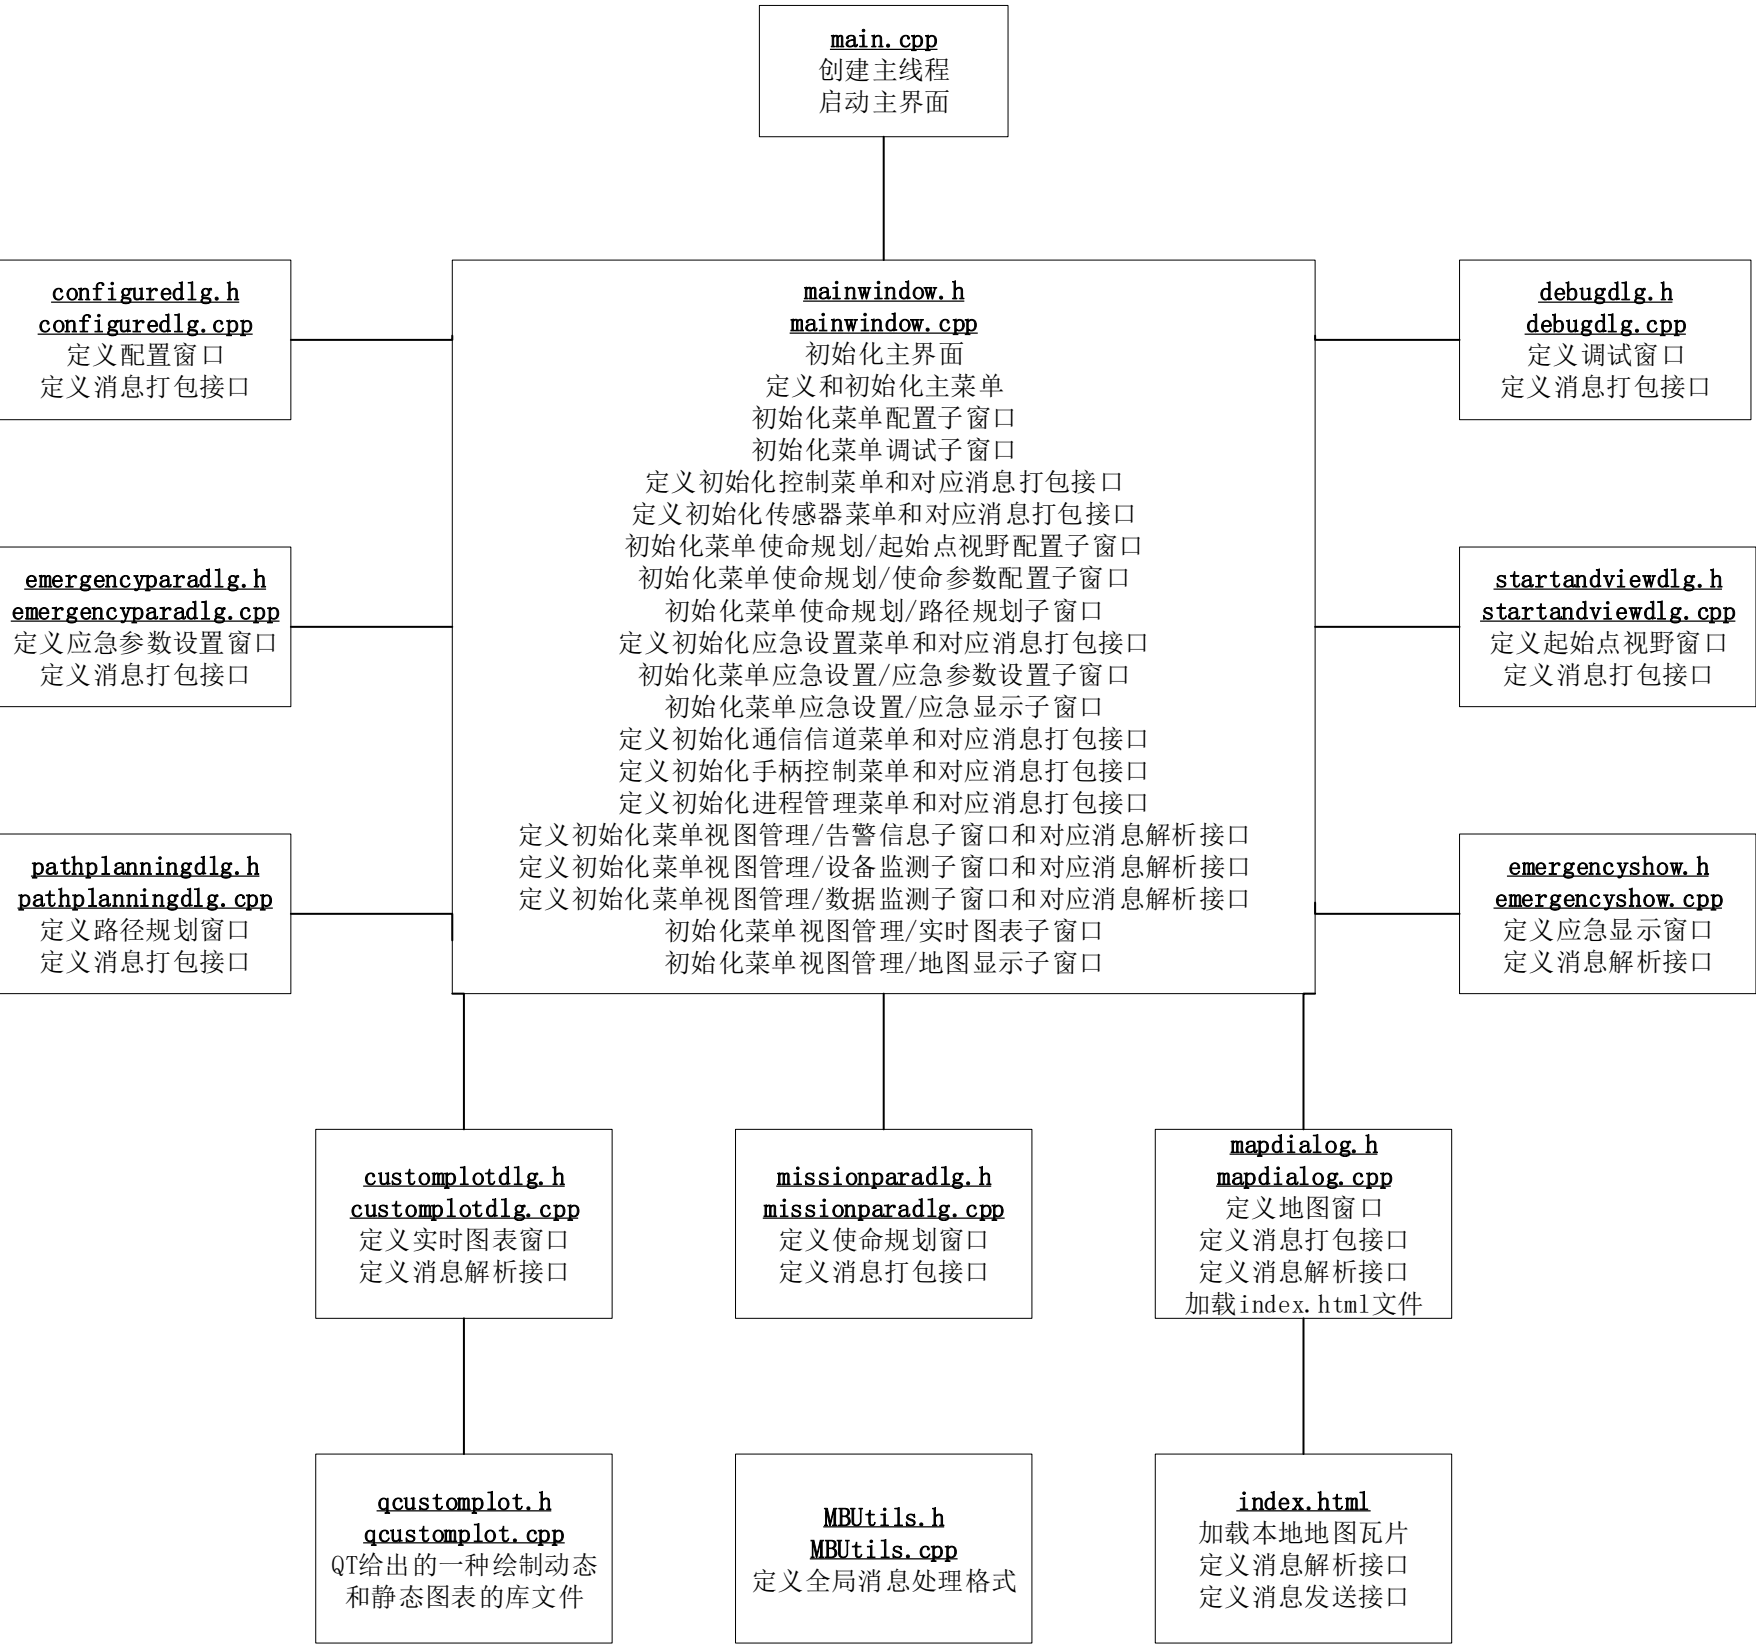 main.cpp
创建主线程
启动主界面
configuredlg.h
configuredlg.cpp
定义配置窗口
定义消息打包接口
mainwindow.h
mainwindow.cpp
初始化主界面
定义和初始化主菜单
初始化菜单配置子窗口
初始化菜单调试子窗口
定义初始化控制菜单和对应消息打包接口
定义初始化传感器菜单和对应消息打包接口
初始化菜单使命规划/起始点视野配置子窗口
初始化菜单使命规划/使命参数配置子窗口
初始化菜单使命规划/路径规划子窗口
定义初始化应急设置菜单和对应消息打包接口
初始化菜单应急设置/应急参数设置子窗口
初始化菜单应急设置/应急显示子窗口
定义初始化通信信道菜单和对应消息打包接口
定义初始化手柄控制菜单和对应消息打包接口
定义初始化进程管理菜单和对应消息打包接口
定义初始化菜单视图管理/告警信息子窗口和对应消息解析接口
定义初始化菜单视图管理/设备监测子窗口和对应消息解析接口
定义初始化菜单视图管理/数据监测子窗口和对应消息解析接口
初始化菜单视图管理/实时图表子窗口
初始化菜单视图管理/地图显示子窗口
debugdlg.h
debugdlg.cpp
定义调试窗口
定义消息打包接口
emergencyparadlg.h
emergencyparadlg.cpp
定义应急参数设置窗口
定义消息打包接口
startandviewdlg.h
startandviewdlg.cpp
定义起始点视野窗口
定义消息打包接口
pathplanningdlg.h
pathplanningdlg.cpp
定义路径规划窗口
定义消息打包接口
emergencyshow.h
emergencyshow.cpp
定义应急显示窗口
定义消息解析接口
customplotdlg.h
customplotdlg.cpp
定义实时图表窗口
定义消息解析接口
missionparadlg.h
missionparadlg.cpp
定义使命规划窗口
定义消息打包接口
mapdialog.h
mapdialog.cpp
定义地图窗口
定义消息打包接口
定义消息解析接口
加载index.html文件
qcustomplot.h
qcustomplot.cpp
QT给出的一种绘制动态
和静态图表的库文件
MBUtils.h
MBUtils.cpp
定义全局消息处理格式
index.html
加载本地地图瓦片
定义消息解析接口
定义消息发送接口